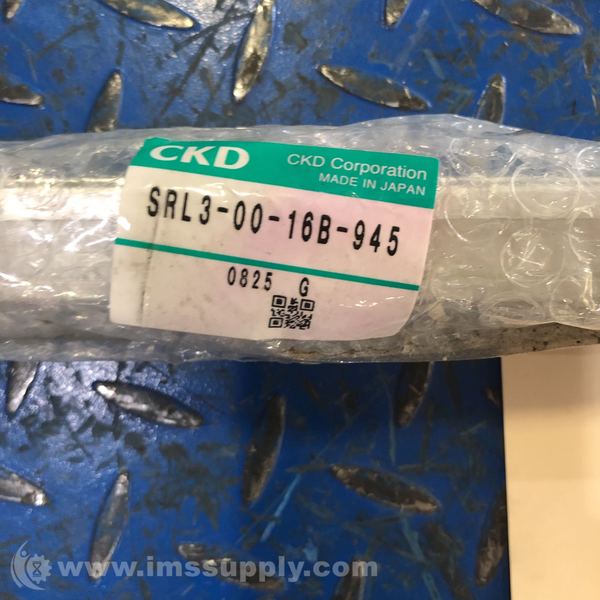 CKD
CKD Corporation
MADE IN JAPAN
SRL3-00-16B-945
0825 G
www.imssupply.com